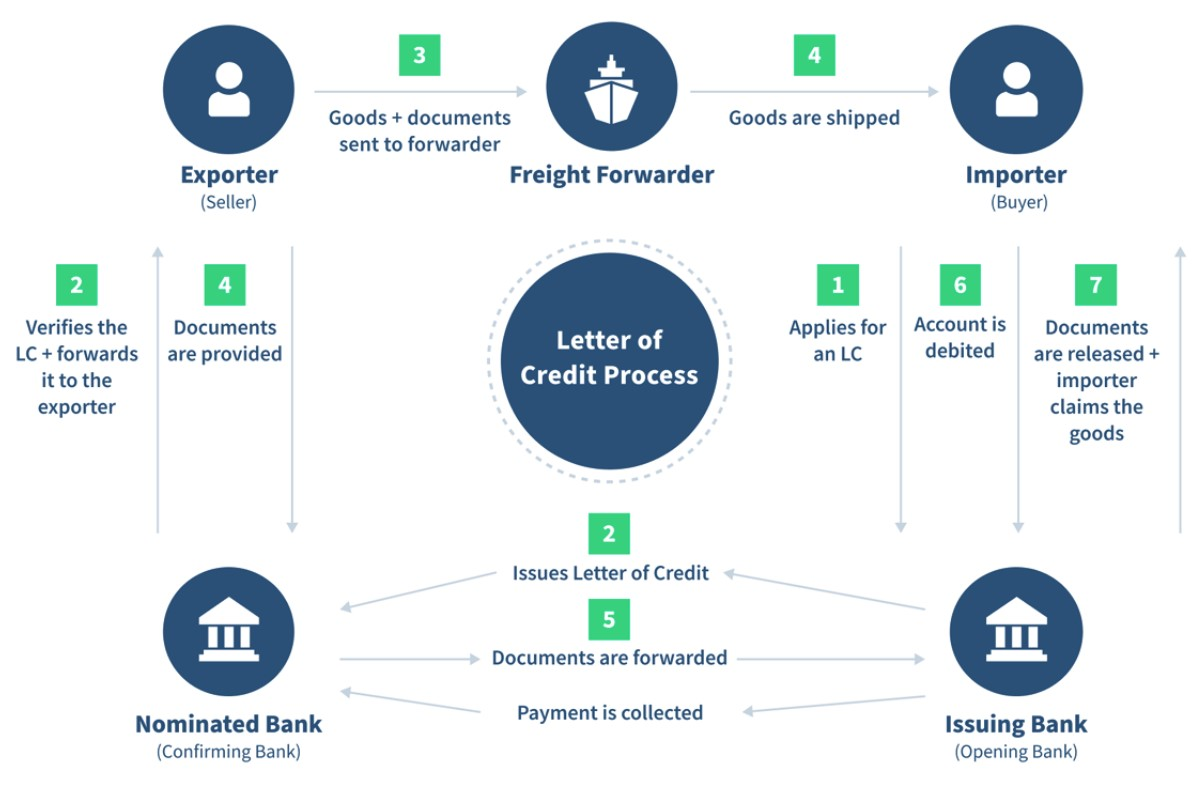 3
Goods + documents
sent to forwarder
4
Goods are shipped
Exporter
(Seller)
Freight Forwarder
Importer
(Buyer)
2
Verifies the
LC + forwards
it to the
exporter
4
Documents
are provided
Letter of
Credit Process
1
Applies for
an LC
6
Account is
debited
7
Documents
are released +
importer
claims the
goods
2
Issues Letter of Credit
5
Documents are forwarded
Payment is collected
Nominated Bank
(Confirming Bank)
Issuing Bank
(Opening Bank)